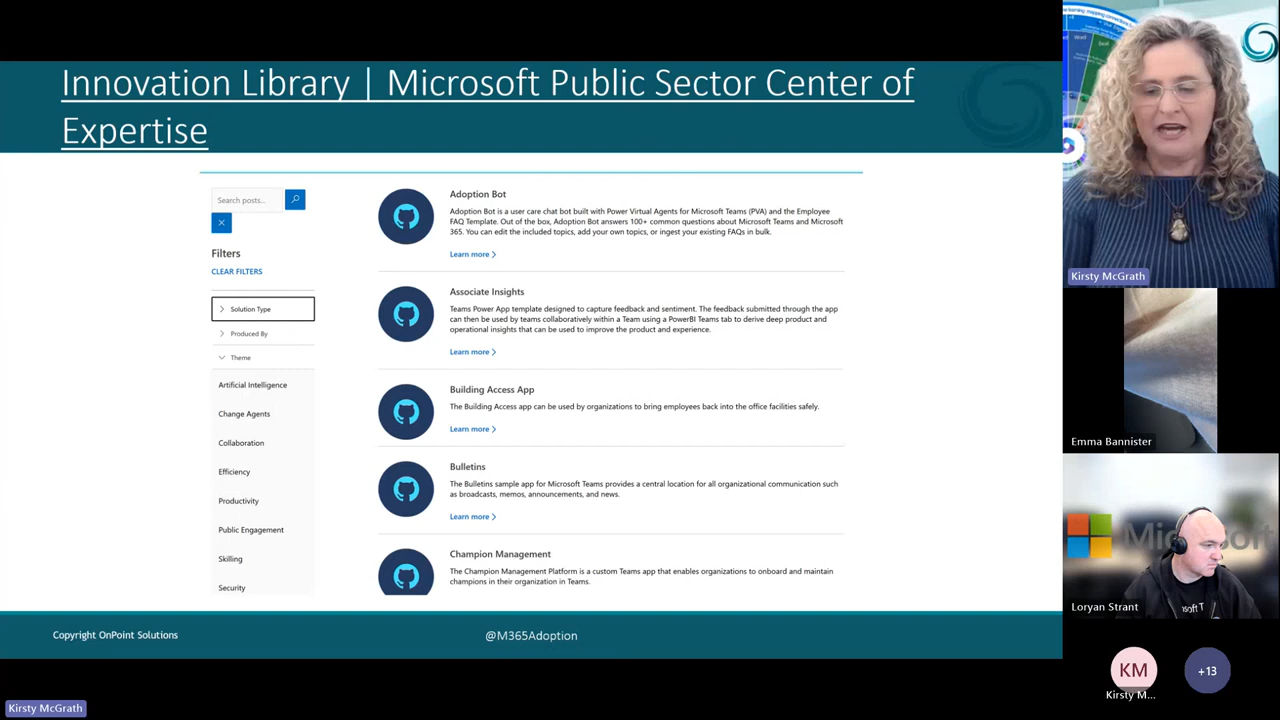 Innovation Library | Microsoft Public Sector Center of
Expertise
Search posts...
Filters
CLEAR FILTERS
Solution Type
Produced By
Theme
Artificial Intelligence
Change Agents
Collaboration
Efficiency
Productivity
Public Engagement
Skilling
Security
Adoption Bot
Adoption Bot is a user care chat bot built with Power Virtual Agents for Microsoft Teams (PVA) and the Employee
FAQ Template. Out of the box, Adoption Bot answers 100+ common questions about Microsoft Teams and Microsoft
365. You can edit the included topics, add your own topics, or ingest your existing FAQs in bulk.
Learn more
Associate Insights
Teams Power App template designed to capture feedback and sentiment. The feedback submitted through the app
can then be used by teams collaboratively within a Team using a PowerBI Teams tab to derive deep product and
operational insights that can be used to improve the product and experience.
Learn more
Building Access App
The Building Access app can be used by organizations to bring employees back into the office facilities safely.
Learn more
Bulletins
The Bulletins sample app for Microsoft Teams provides a central location for all organizational communication such
as broadcasts, memos, announcements, and news.
Learn more
Champion Management
The Champion Management Platform is a custom Teams app that enables organizations to onboard and maintain
champions in their organization in Teams.
Copyright OnPoint Solutions
@M365Adoption
Kirsty McGrath
Word
Kirsty McGrath
Emma Bannister
Microsoft
osoft T
Loryan Strant
KM
Kirsty M...
+13